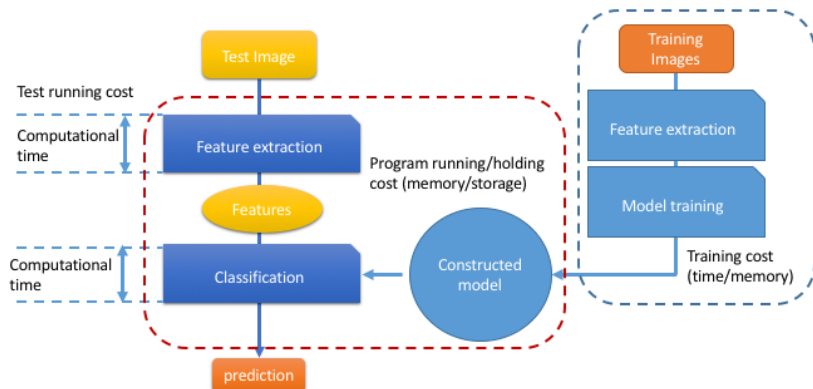 Test Image
Training
Images
Test running cost
Computational
time
Feature extraction
Feature extraction
Program running/holding
cost (memory/storage)
Features
Model training
Computational
time
Classification
Constructed
model
Training cost
(time/memory)
prediction